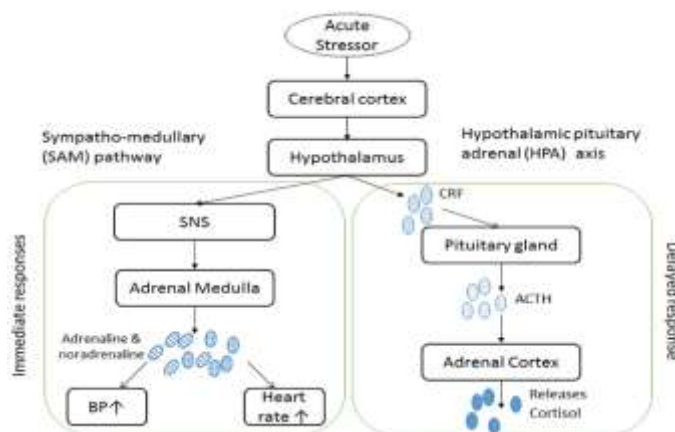 Acute
Stressor
Cerebral cortex
Sympatho-medullary
(SAM) pathway
Hypothalamic pituitary
adrenal (HPA) axis
Hypothalamus
CRF
SNS
Pituitary gland
Adrenal Medulla
ACTH
Adrenaline &
noradrenaline
Adrenal Cortex
BP↑
Heart
rate ↑
Releases
Cortisol
Immediate responses
Delayed response